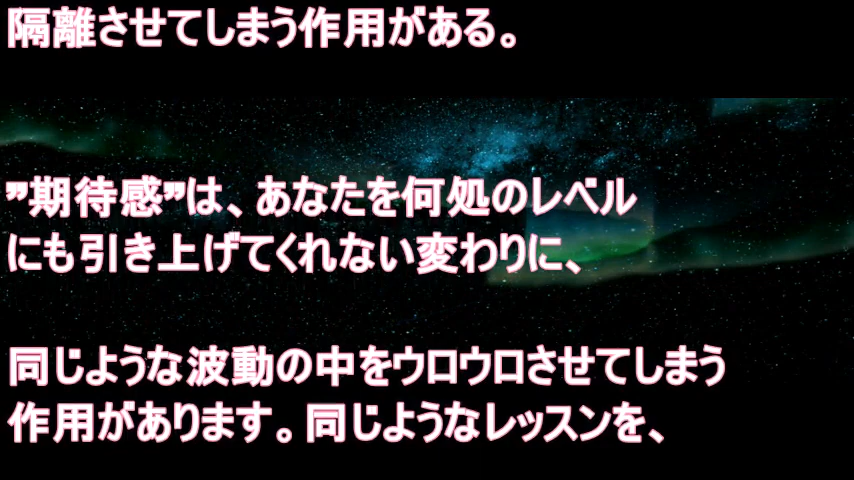 隔離させてしまう作用がある。
”期待感”は、あなたを何処のレベル
にも引き上げてくれない変わりに、
同じような波動の中をウロウロさせてしまう
作用があります。同じようなレッスンを、